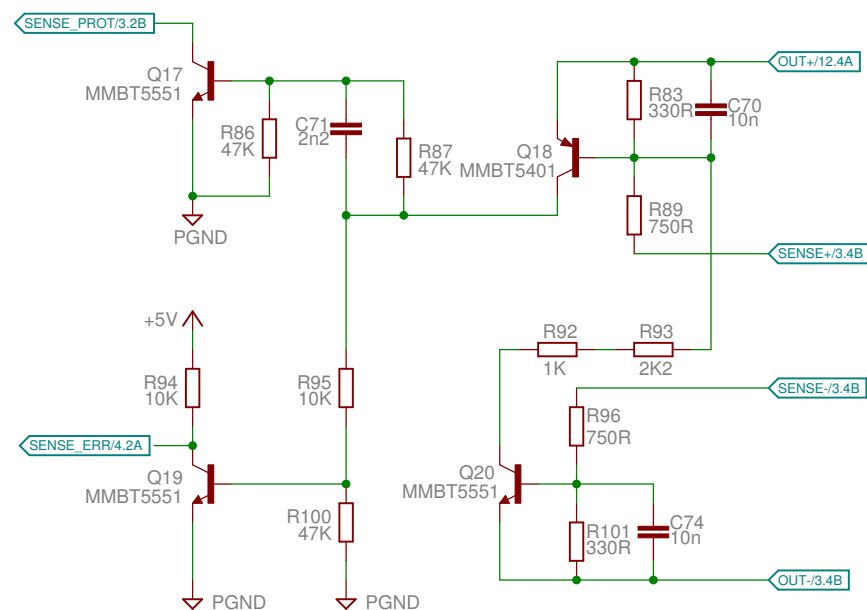 SENSE_PROT/3.2B
Q17
MMBT5551
R86
47K
C71
2n2
R87
47K
PGND
Q18
MMBT5401
R83
330R
C70
10n
OUT+/12.4A
R89
750R
SENSE+/3.4B
+5V
R94
10K
R95
10K
R92
1K
R93
2K2
SENSE-/3.4B
R96
750R
SENSE_ERR/4.2A
Q19
MMBT5551
R100
47K
Q20
MMBT5551
R101
330R
C74
10n
OUT-/3.4B
PGND
PGND